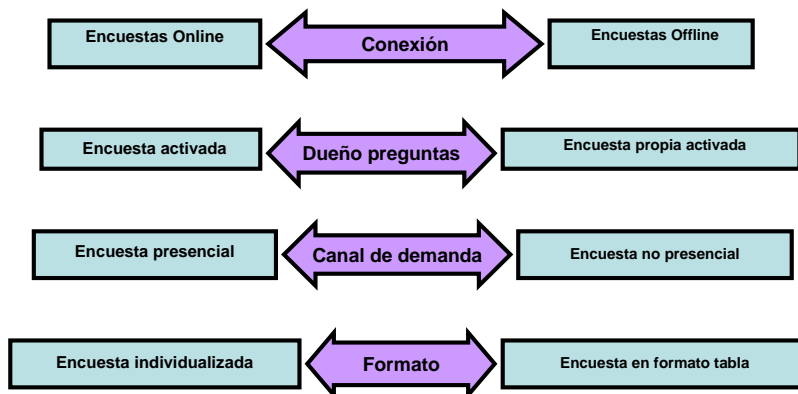 Encuestas Online
Conexión
Encuestas Offline
Encuesta activada
Dueño preguntas
Encuesta propia activada
Encuesta presencial
Canal de demanda
Encuesta no presencial
Encuesta individualizada
Formato
Encuesta en formato tabla